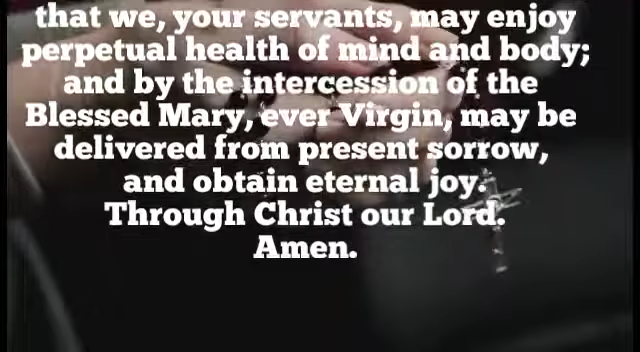 that we, your servants, may enjoy
perpetual health of mind and body;
and by the intercession of the
Blessed Mary, ever Virgin, may be
delivered from present sorrow,
and obtain eternal joy.
Through Christ our Lord.
Amen.